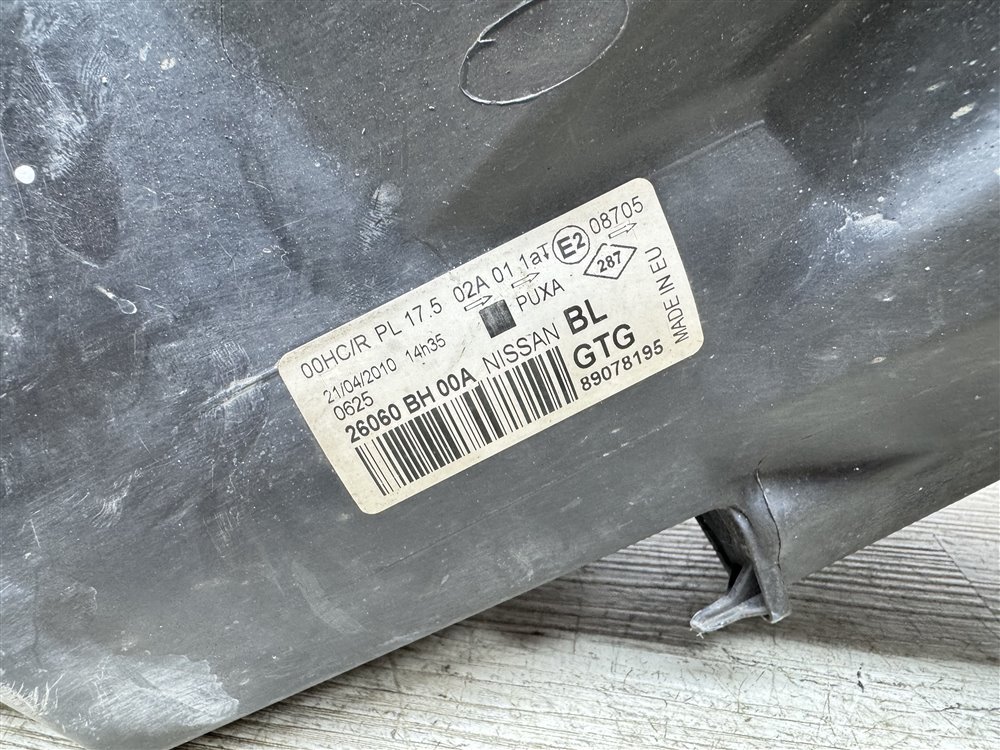 00HC/R PL 17.5 02A 01 1a E2 08705
21/04/2010 14h35 PUXA 287
0625
26060 BH 00A NISSAN BL
GTG
89078195
MADE IN EU